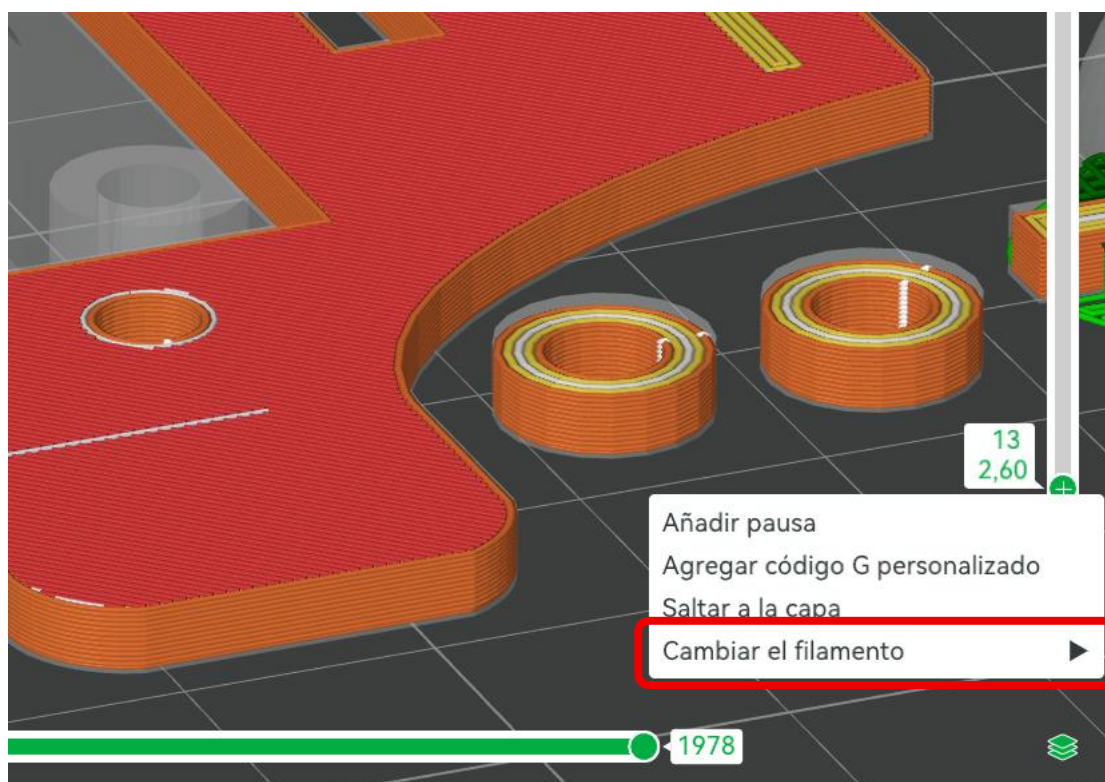 13
2,60
Añadir pausa
Agregar código G personalizado
Saltar a la capa
Cambiar el filamento
1978